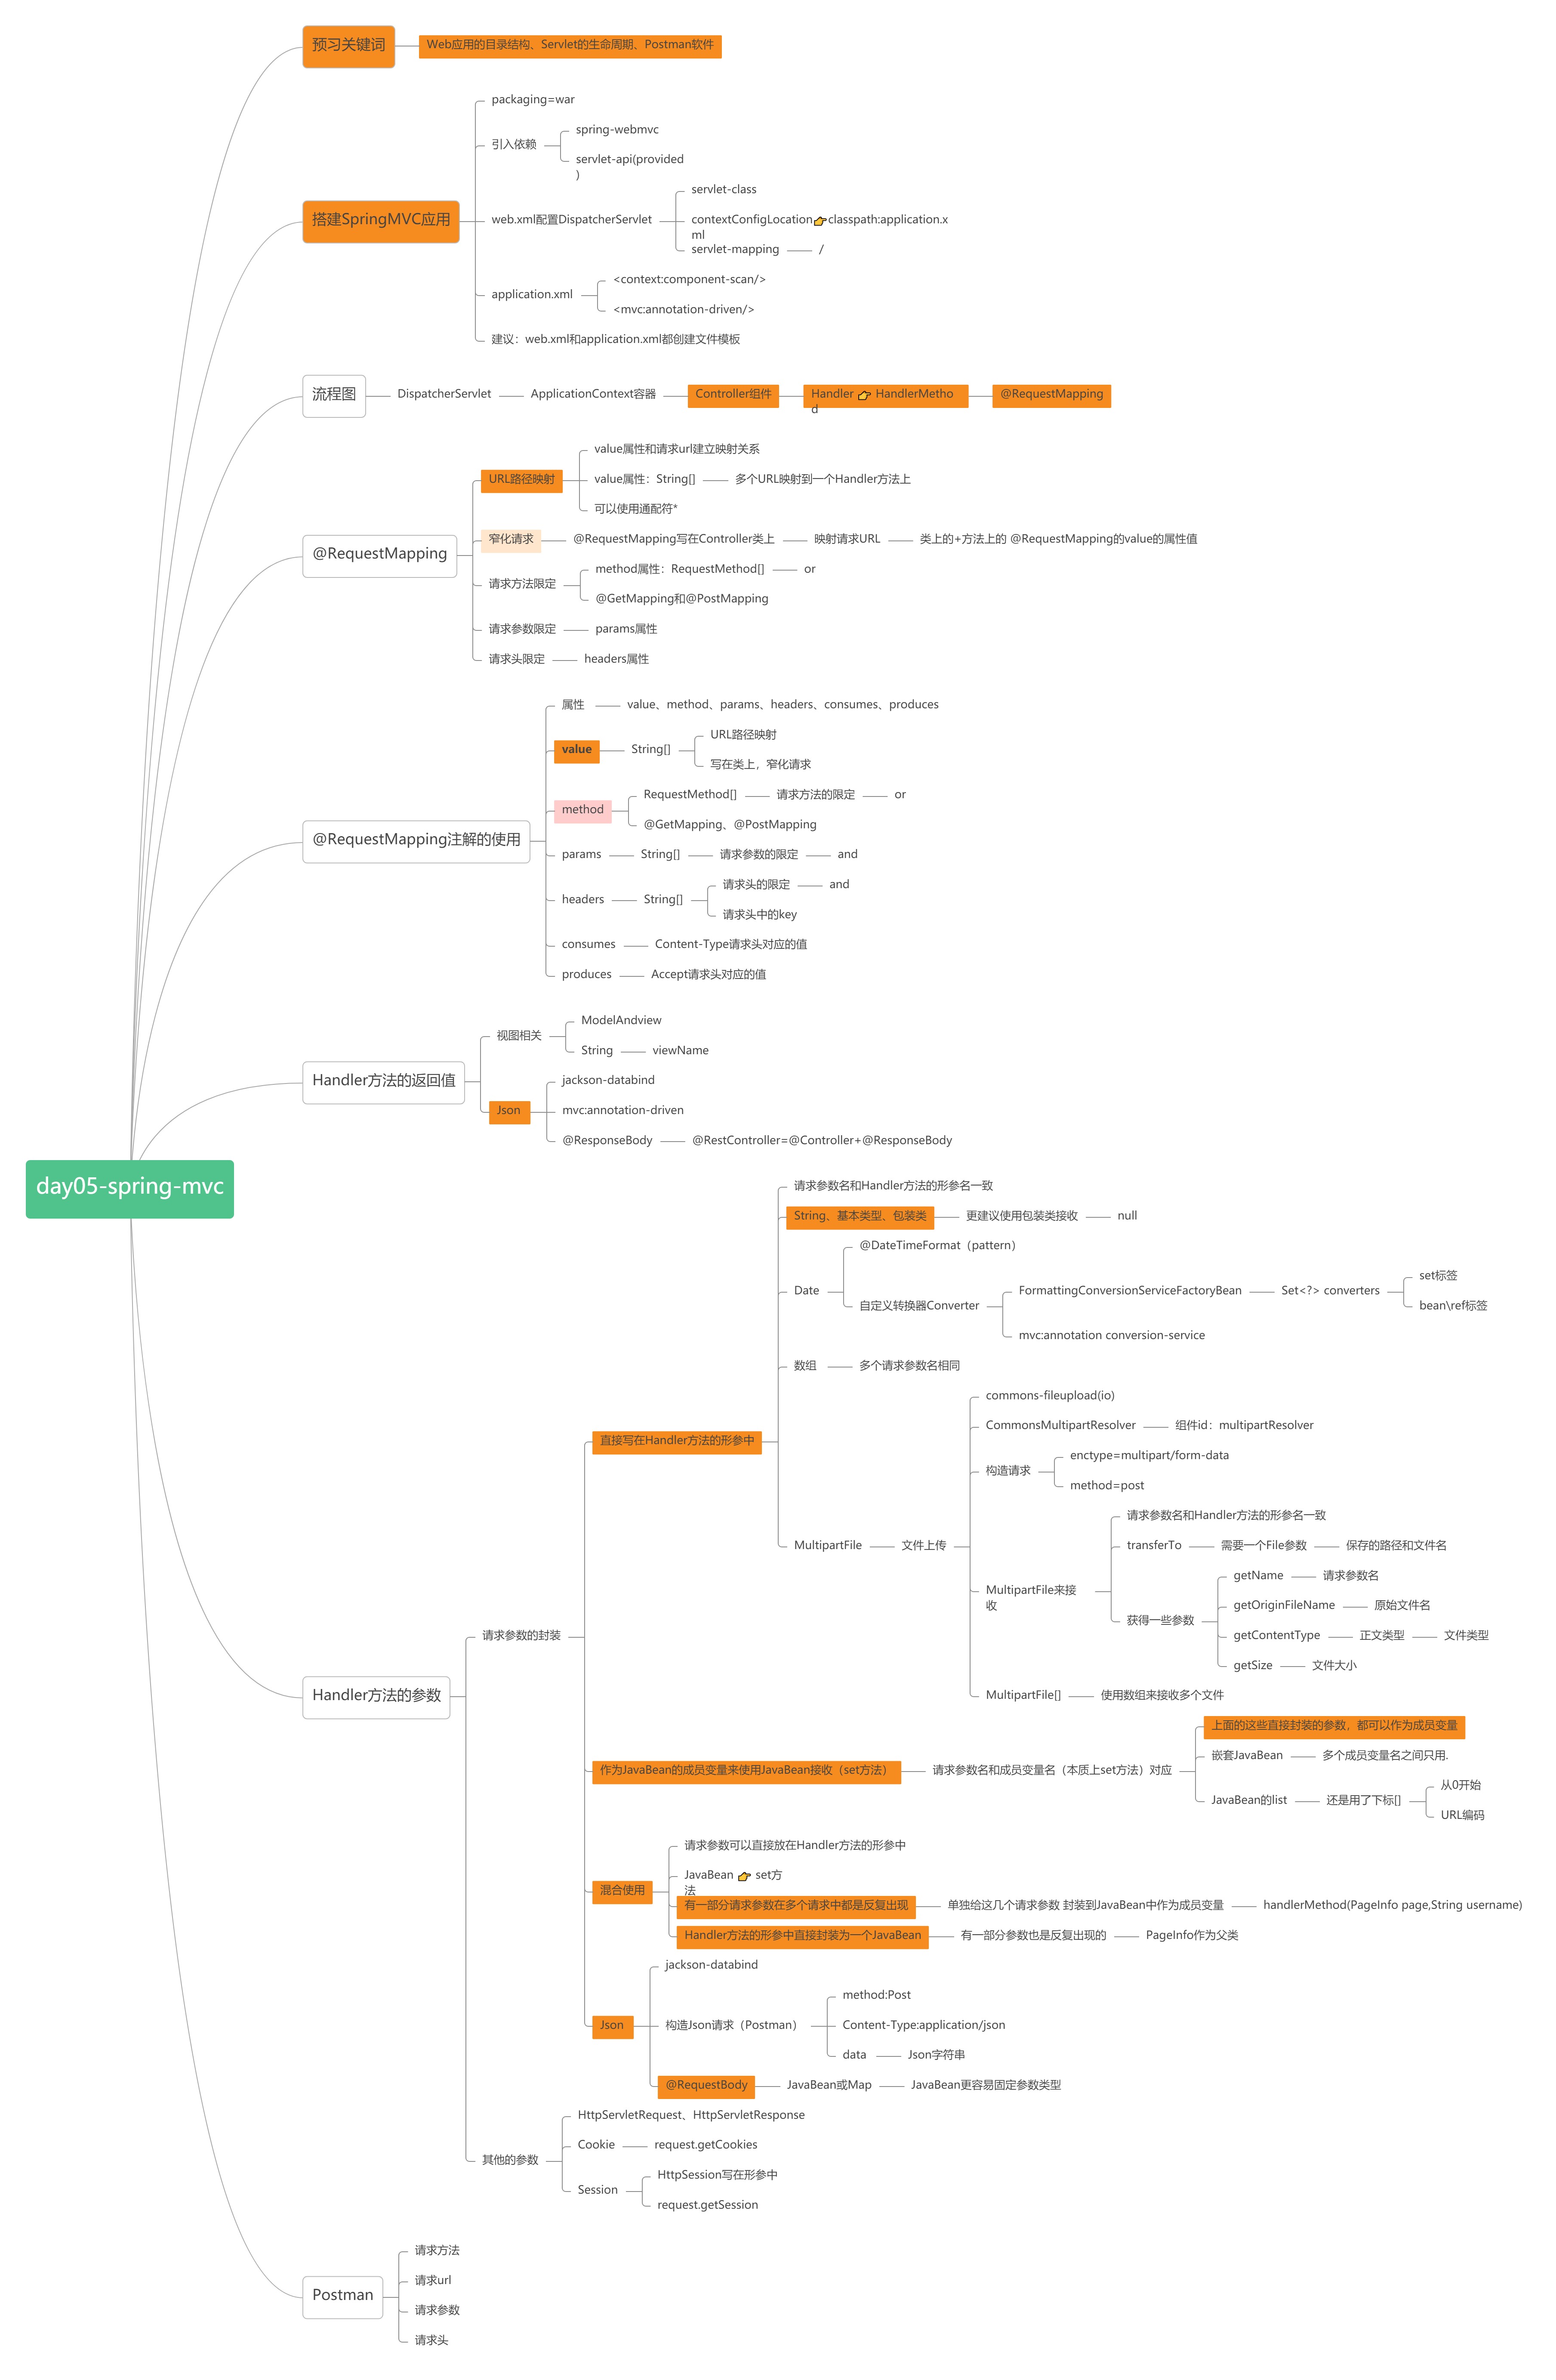 预习关键词
Web应用的目录结构、Servlet的生命周期、Postman软件
搭建SpringMVC应用
packaging=war
引入依赖
spring-webmvc
servlet-api(provided
)
web.xml配置DispatcherServlet
servlet-class
contextConfigLocation👉classpath:application.x
ml
servlet-mapping
/
application.xml
<context:component-scan/>
<mvc:annotation-driven/>
建议：web.xml和application.xml都创建文件模板
流程图
DispatcherServlet
ApplicationContext容器
Controller组件
Handler 👉 HandlerMetho
d
@RequestMapping
@RequestMapping
URL路径映射
value属性和请求url建立映射关系
value属性：String[]
多个URL映射到一个Handler方法上
可以使用通配符*
窄化请求
@RequestMapping写在Controller类上
映射请求URL
类上的+方法上的 @RequestMapping的value的属性值
请求方法限定
method属性：RequestMethod[]
or
@GetMapping和@PostMapping
请求参数限定
params属性
请求头限定
headers属性
@RequestMapping注解的使用
属性
value、method、params、headers、consumes、produces
value
String[]
URL路径映射
写在类上，窄化请求
method
RequestMethod[]
请求方法的限定
or
@GetMapping、@PostMapping
params
String[]
请求参数的限定
and
headers
String[]
请求头的限定
and
请求头中的key
consumes
Content-Type请求头对应的值
produces
Accept请求头对应的值
Handler方法的返回值
视图相关
ModelAndview
String
viewName
Json
jackson-databind
mvc:annotation-driven
@ResponseBody
@RestController=@Controller+@ResponseBody
day05-spring-mvc
Handler方法的参数
请求参数的封装
直接写在Handler方法的形参中
请求参数名和Handler方法的形参名一致
String、基本类型、包装类
更建议使用包装类接收
null
Date
@DateTimeFormat（pattern）
自定义转换器Converter
FormattingConversionServiceFactoryBean
Set<?> converters
set标签
bean\ref标签
mvc:annotation conversion-service
数组
多个请求参数名相同
MultipartFile
文件上传
commons-fileupload(io)
CommonsMultipartResolver
组件id：multipartResolver
构造请求
enctype=multipart/form-data
method=post
MultipartFile来接
收
请求参数名和Handler方法的形参名一致
transferTo
需要一个File参数
保存的路径和文件名
获得一些参数
getName
请求参数名
getOriginFileName
原始文件名
getContentType
正文类型
文件类型
getSize
文件大小
MultipartFile[]
使用数组来接收多个文件
作为JavaBean的成员变量来使用JavaBean接收（set方法）
请求参数名和成员变量名（本质上set方法）对应
上面的这些直接封装的参数，都可以作为成员变量
嵌套JavaBean
多个成员变量名之间只用.
JavaBean的list
还是用了下标[]
从0开始
URL编码
混合使用
请求参数可以直接放在Handler方法的形参中
JavaBean 👉 set方
法
有一部分请求参数在多个请求中都是反复出现
单独给这几个请求参数 封装到JavaBean中作为成员变量
handlerMethod(PageInfo page,String username)
Handler方法的形参中直接封装为一个JavaBean
有一部分参数也是反复出现的
PageInfo作为父类
Json
jackson-databind
构造Json请求（Postman）
method:Post
Content-Type:application/json
data
Json字符串
@RequestBody
JavaBean或Map
JavaBean更容易固定参数类型
其他的参数
HttpServletRequest、HttpServletResponse
Cookie
request.getCookies
Session
HttpSession写在形参中
request.getSession
Postman
请求方法
请求url
请求参数
请求头